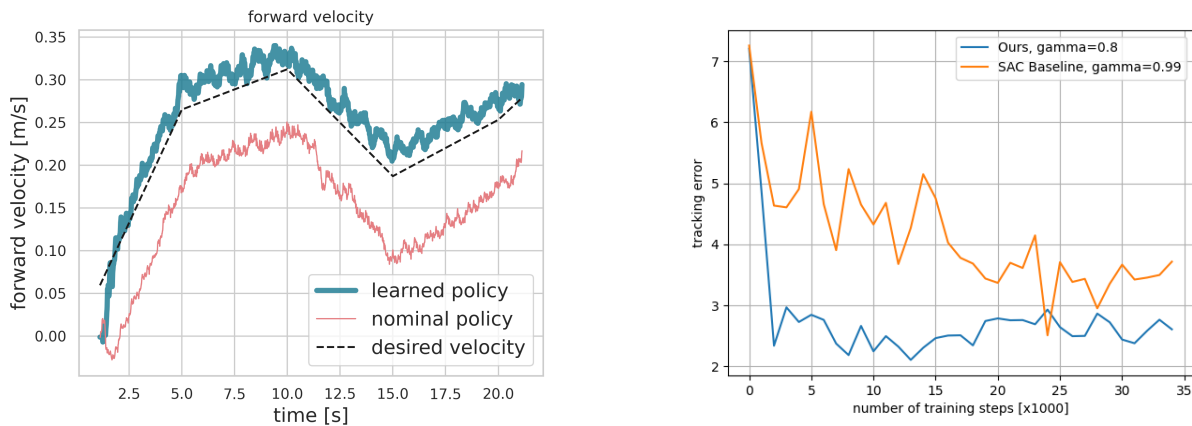 forward velocity
0.35
0.30
0.25
0.20
0.15
0.10
0.05
0.00
forward velocity [m/s]
learned policy
nominal policy
desired velocity
2.5 5.0 7.5 10.0 12.5 15.0 17.5 20.0
time [s]
Ours, gamma=0.8
SAC Baseline, gamma=0.99
7
6
5
4
3
2
tracking error
0 5 10 15 20 25 30 35
number of training steps [x1000]